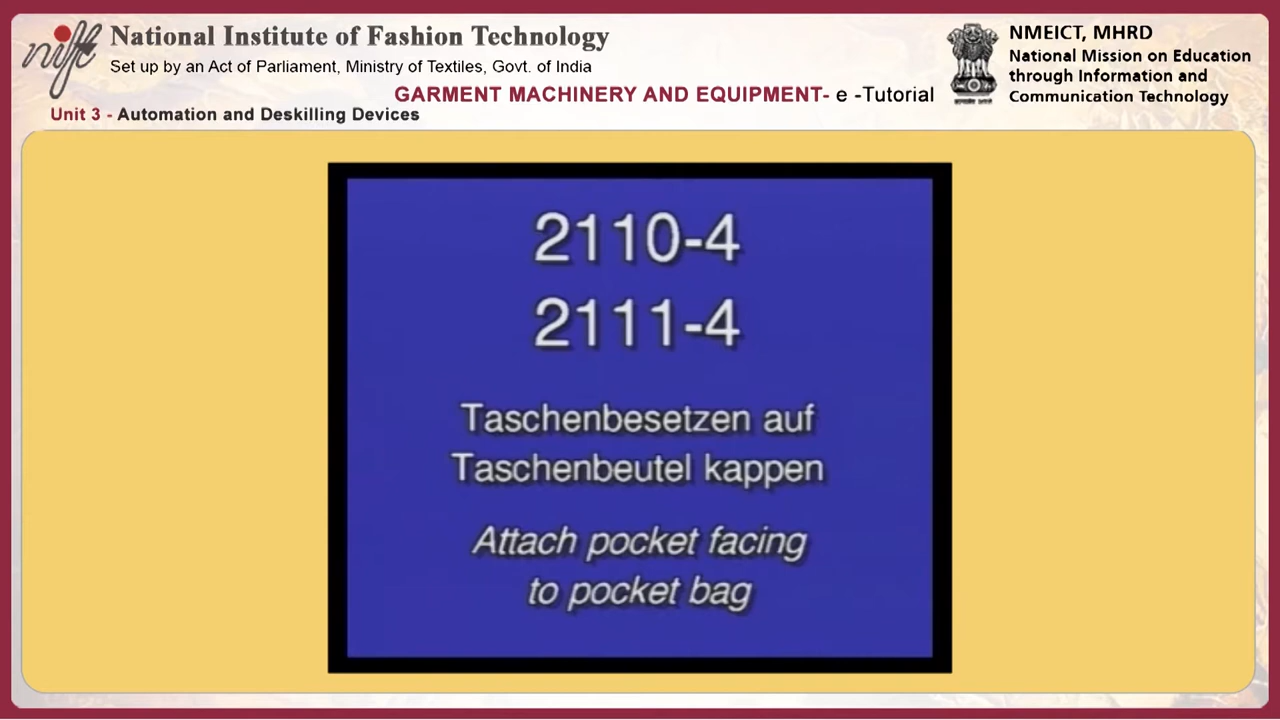 nift
National Institute of Fashion Technology
Set up by an Act of Parliament, Ministry of Textiles, Govt. of India
GARMENT MACHINERY AND EQUIPMENT- e -Tutorial
Unit 3 - Automation and Deskilling Devices
NMEICT, MHRD
National Mission on Education
through Information and
Communication Technology
2110-4
2111-4
Taschenbesetzen auf
Taschenbeutel kappen
Attach pocket facing
to pocket bag